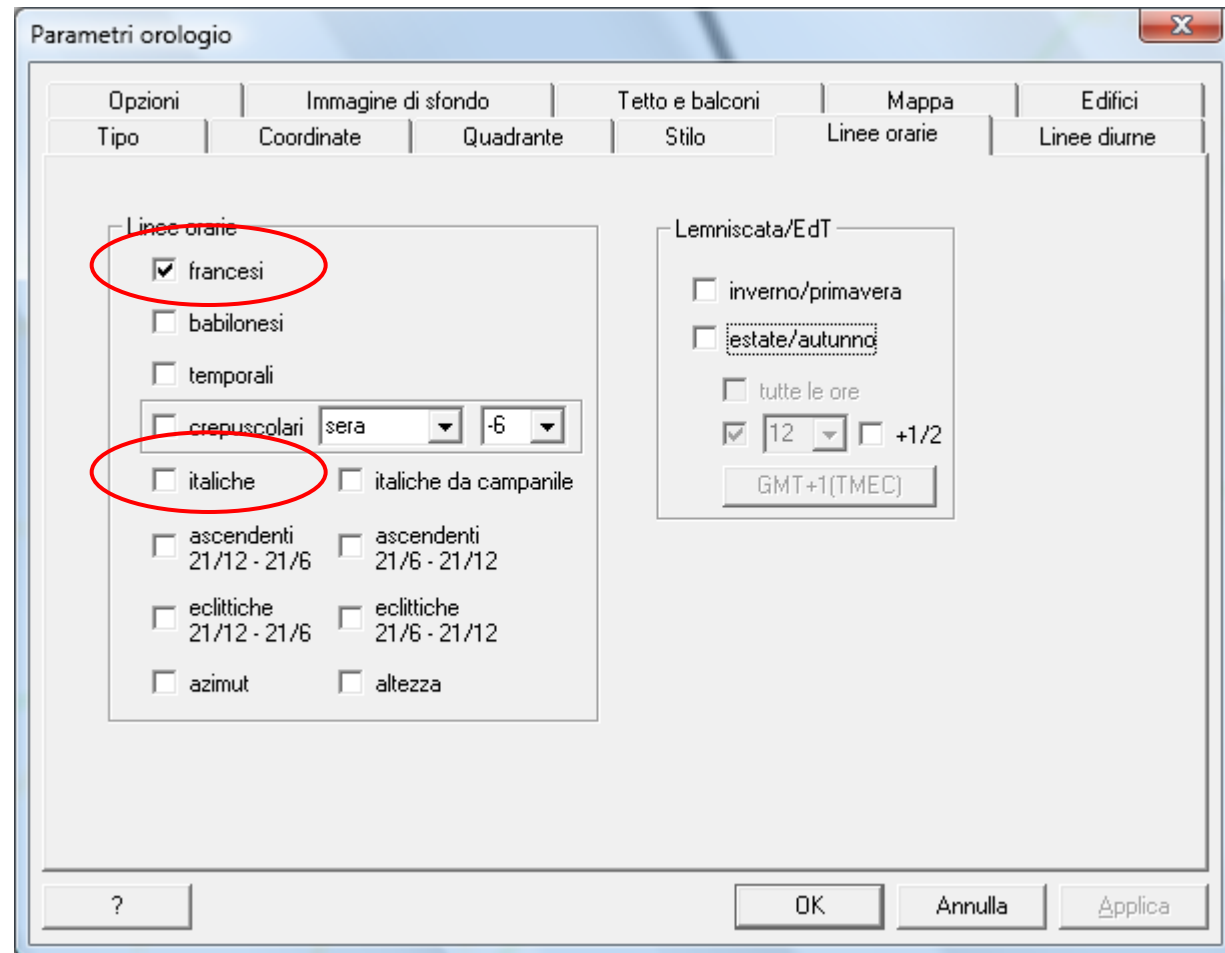 Parametri orologio
Opzioni Immagine di sfondo Tetto e balconi Mappa Edifici
Tipo Coordinate Quadrante Stilo Linee orarie Linee diurne
Linee orarie
francesi
babilonesi
temporali
crepuscolari sera -6
italiche italiche da campanile
ascendenti
21/12 - 21/6
ascendenti
21/6 - 21/12
eclittiche
21/12 - 21/6
eclittiche
21/6 - 21/12
azimut altezza
Lemniscata/EdT
inverno/primavera
estate/autunno
tutte le ore
12 +1/2
GMT+1(TMEC)
? OK Annulla Applica